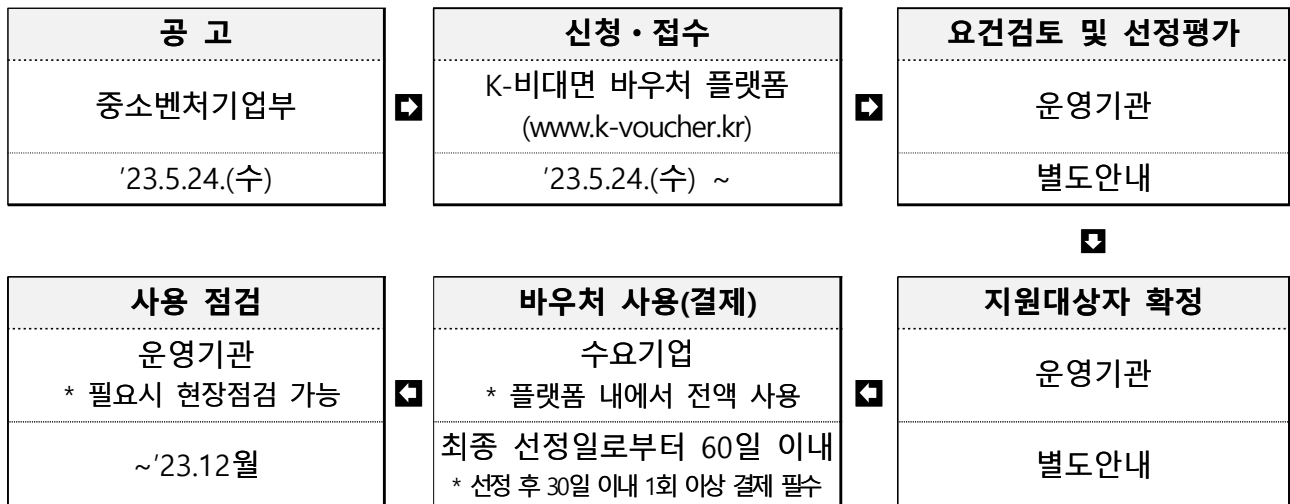 공 고
중소벤처기업부
'23.5.24.(수)
신청・접수
K-비대면 바우처 플랫폼
(www.k-voucher.kr)
'23.5.24.(수) ~
요건검토 및 선정평가
운영기관
별도안내
지원대상자 확정
운영기관
별도안내
바우처 사용(결제)
수요기업
* 플랫폼 내에서 전액 사용
최종 선정일로부터 60일 이내
* 선정 후 30일 이내 1회 이상 결제 필수
사용 점검
운영기관
* 필요시 현장점검 가능
~'23.12월